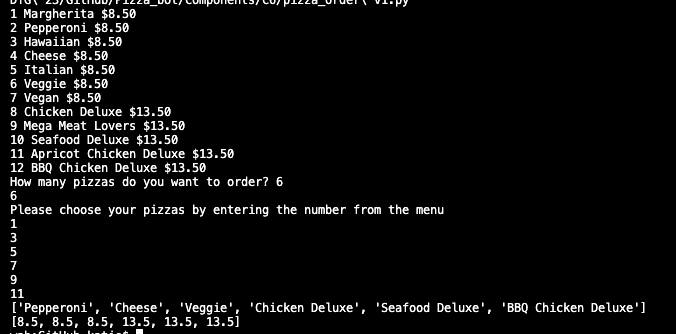 DTG\ 23/GitHub/Pizza_bot/Components/Co/pizza_order\ v1.py
1 Margherita $8.50
2 Pepperoni $8.50
3 Hawaiian $8.50
4 Cheese $8.50
5 Italian $8.50
6 Veggie $8.50
7 Vegan $8.50
8 Chicken Deluxe $13.50
9 Mega Meat Lovers $13.50
10 Seafood Deluxe $13.50
11 Apricot Chicken Deluxe $13.50
12 BBQ Chicken Deluxe $13.50
How many pizzas do you want to order? 6
6
Please choose your pizzas by entering the number from the menu
1
3
5
7
9
11
['Pepperoni', 'Cheese', 'Veggie', 'Chicken Deluxe', 'Seafood Deluxe', 'BBQ Chicken Deluxe']
[8.5, 8.5, 8.5, 13.5, 13.5, 13.5]